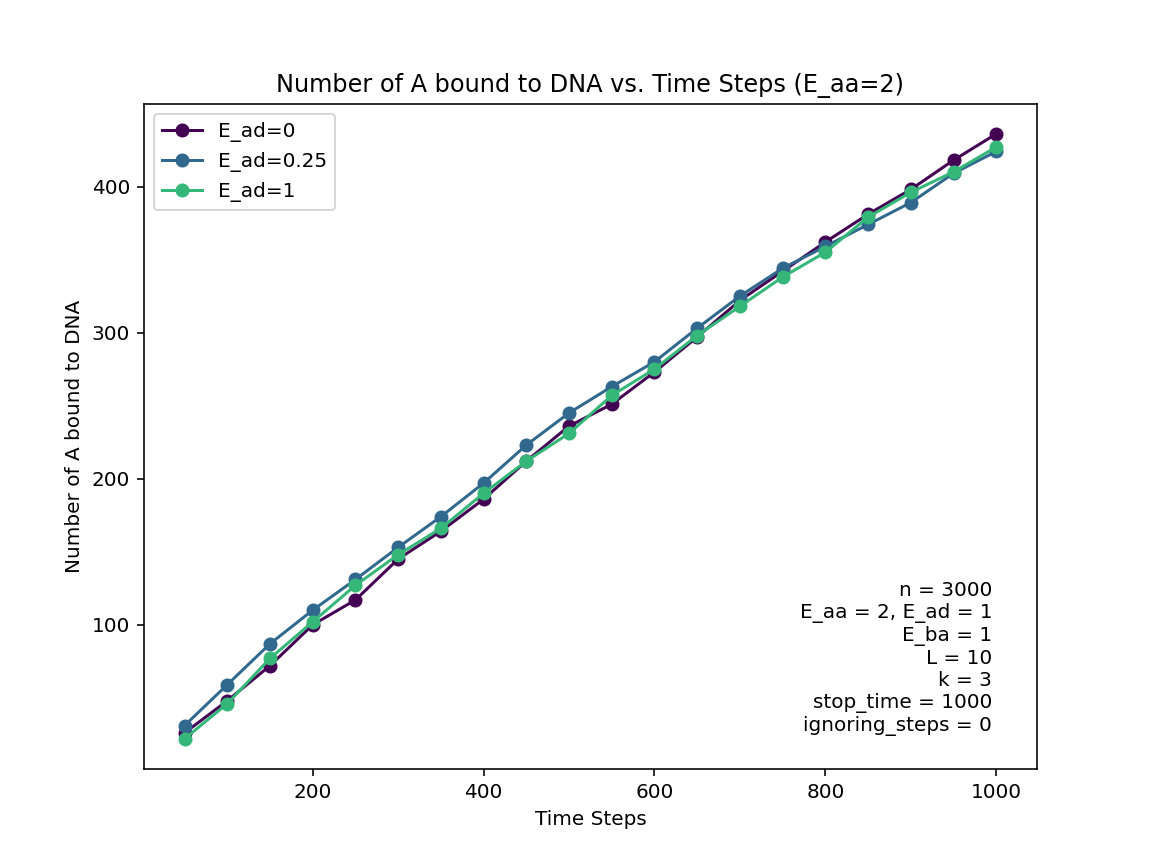 Number of A bound to DNA vs. Time Steps (E_aa=2)
E_ad=0
E_ad=0.25
E_ad=1
Number of A bound to DNA
400
300
200
100
n = 3000
E_aa = 2, E_ad = 1
E_ba = 1
L = 10
k = 3
stop_time = 1000
ignoring_steps = 0
200 400 600 800 1000
Time Steps